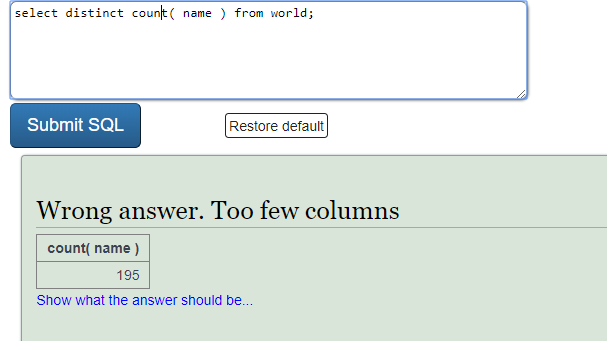 select distinct count( name ) from world;
Submit SQL
Restore default
Wrong answer. Too few columns
count( name )
195
Show what the answer should be...